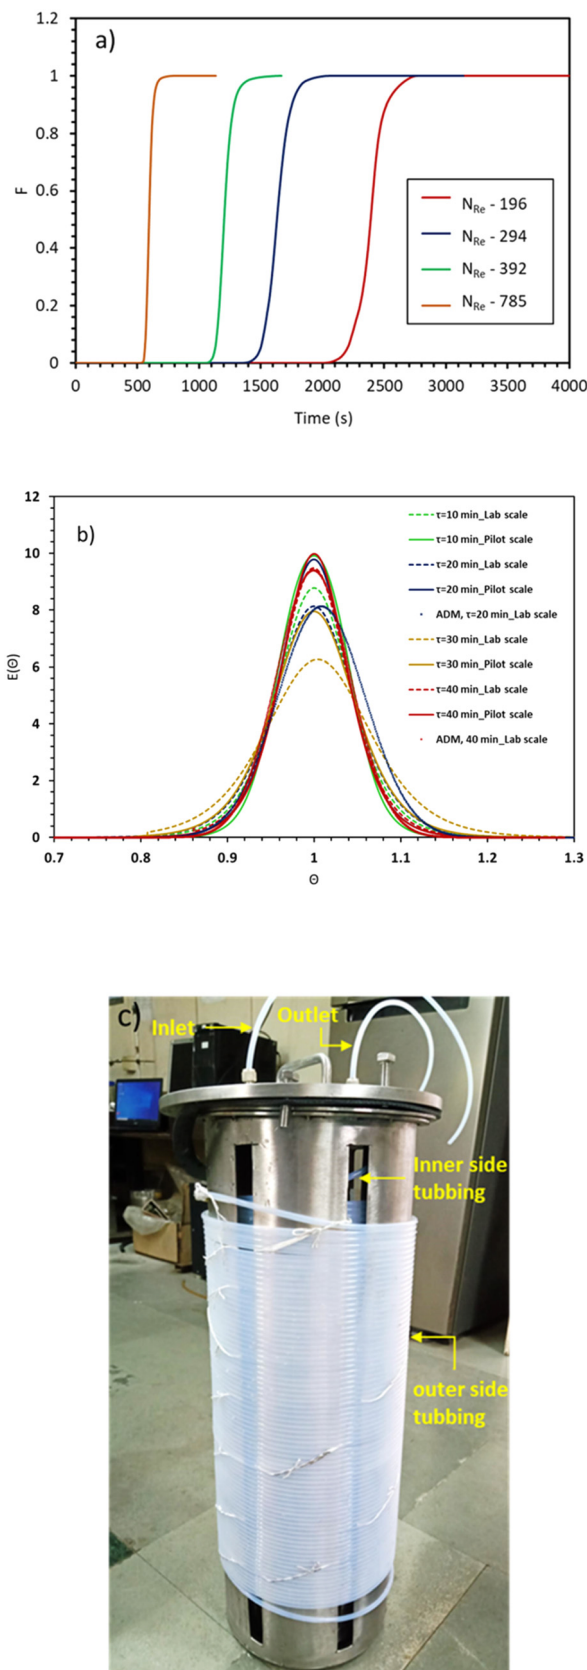 a)
1.2
1
0.8
0.6
0.4
0.2
0
F
N_Re - 196
N_Re - 294
N_Re - 392
N_Re - 785
0 500 1000 1500 2000 2500 3000 3500 4000
Time (s)
b)
12
10
8
6
4
2
0
E(Θ)
τ=10 min_Lab scale
τ=10 min_Pilot scale
τ=20 min_Lab scale
τ=20 min_Pilot scale
ADM, τ=20 min_Lab scale
τ=30 min_Lab scale
τ=30 min_Pilot scale
τ=40 min_Lab scale
τ=40 min_Pilot scale
ADM, 40 min_Lab scale
0.7 0.8 0.9 1 1.1 1.2 1.3
Θ
c)
Inlet
Outlet
Inner side
tubbing
outer side
tubbing